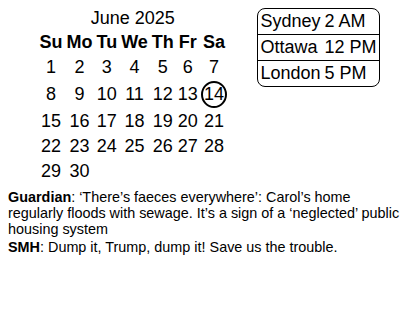 June 2025
Su Mo Tu We Th Fr Sa
1 2 3 4 5 6 7
8 9 10 11 12 13 14
15 16 17 18 19 20 21
22 23 24 25 26 27 28
29 30
Sydney 2 AM
Ottawa 12 PM
London 5 PM
Guardian: ‘There’s faeces everywhere’: Carol’s home
regularly floods with sewage. It’s a sign of a ‘neglected’ public
housing system
SMH: Dump it, Trump, dump it! Save us the trouble.